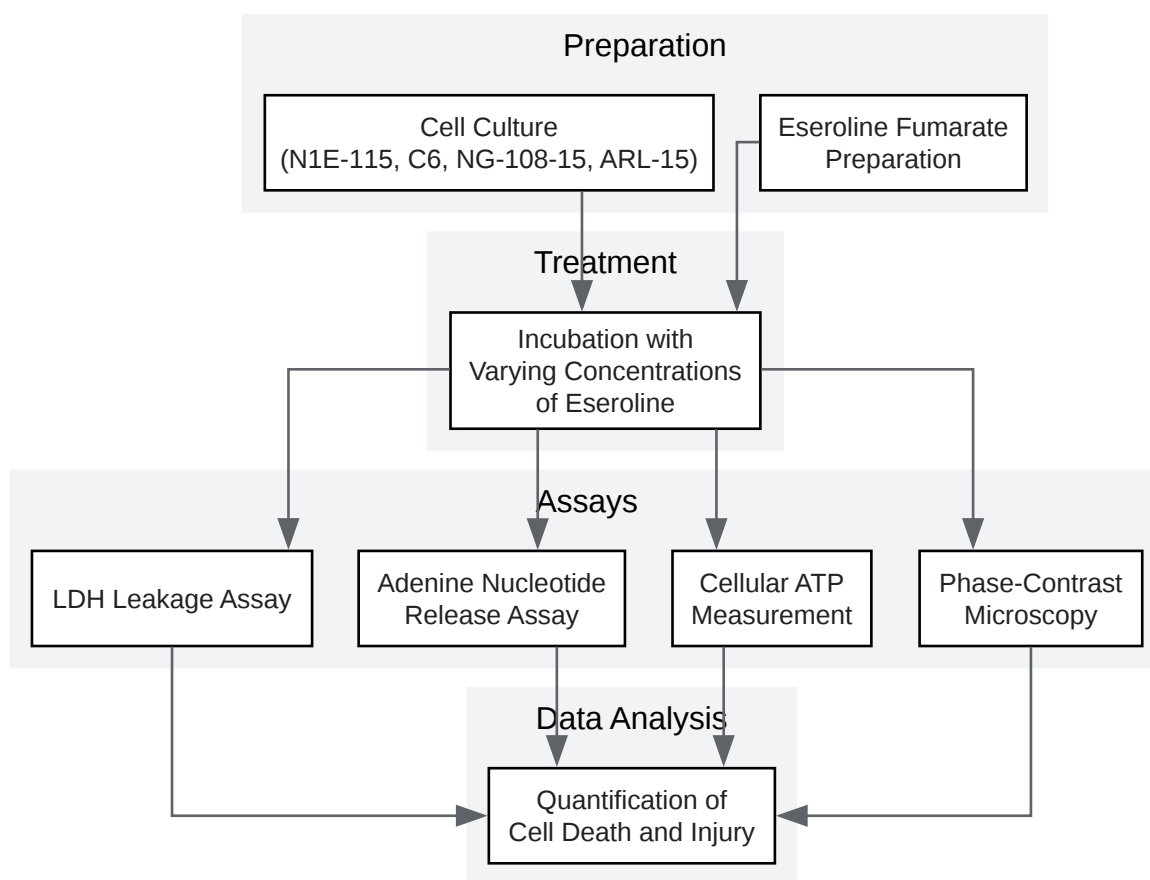 Preparation
Cell Culture
(N1E-115, C6, NG-108-15, ARL-15)
Eseroline Fumarate
Preparation
Treatment
Incubation with
Varying Concentrations
of Eseroline
Assays
LDH Leakage Assay
Adenine Nucleotide
Release Assay
Cellular ATP
Measurement
Phase-Contrast
Microscopy
Data Analysis
Quantification of
Cell Death and Injury